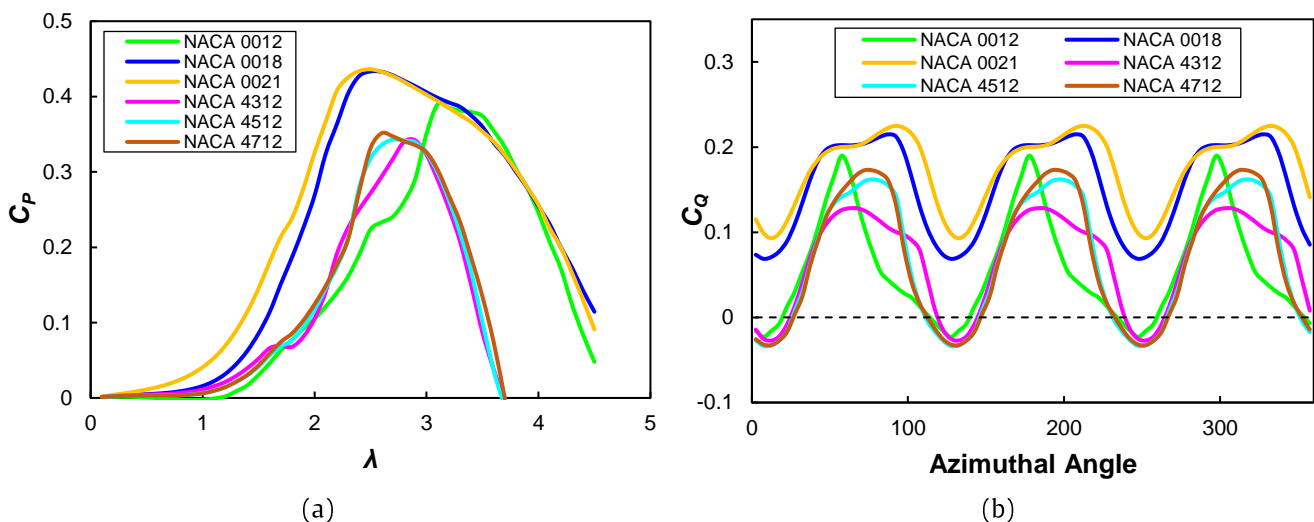 0.5
0.4
0.3
0.2
0.1
0
C_P
NACA 0012
NACA 0018
NACA 0021
NACA 4312
NACA 4512
NACA 4712
0 1 2 3 4 5
λ
(a)
0.3
0.2
0.1
0
-0.1
C_Q
NACA 0012 NACA 0018
NACA 0021 NACA 4312
NACA 4512 NACA 4712
100 200 300
Azimuthal Angle
(b)